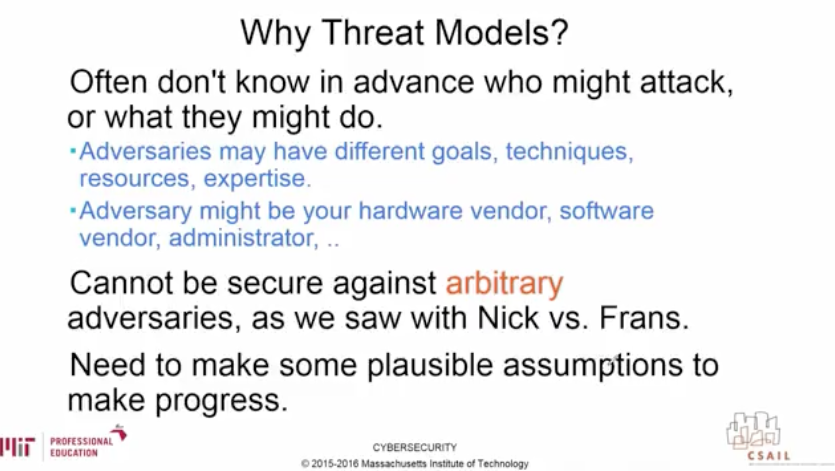 Why Threat Models?
Often don't know in advance who might attack,
or what they might do.
▪Adversaries may have different goals, techniques,
resources, expertise.
▪Adversary might be your hardware vendor, software
vendor, administrator, ..
Cannot be secure against arbitrary
adversaries, as we saw with Nick vs. Frans.
Need to make some plausible assumptions to
make progress.
MIT
PROFESSIONAL
EDUCATION
CYBERSECURITY
© 2015-2016 Massachusetts Institute of Technology
CSAIL